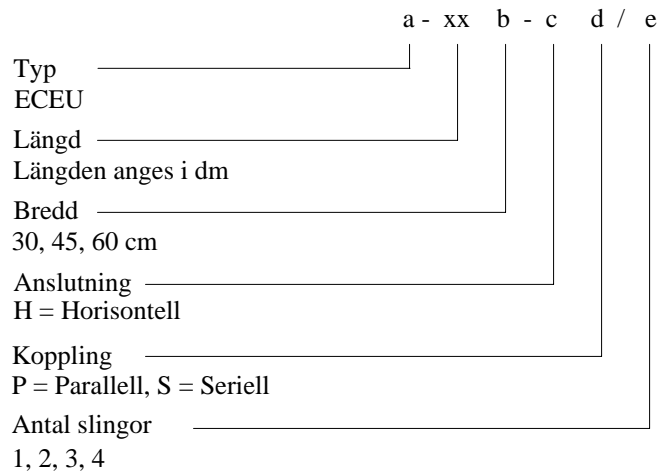 a - xx b - c d / e
Typ
ECEU
Längd
Längden anges i dm
Bredd
30, 45, 60 cm
Anslutning
H = Horisontell
Koppling
P = Parallell, S = Seriell
Antal slingor
1, 2, 3, 4